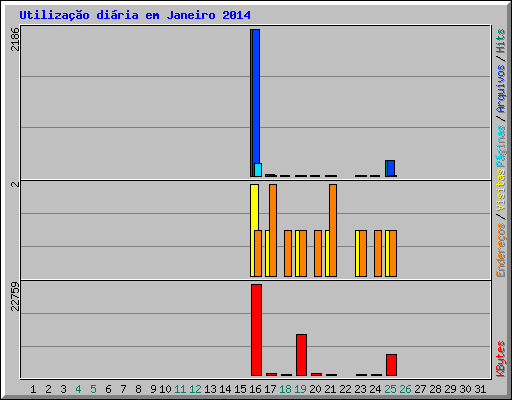 Utilização diária em Janeiro 2014
2186
2
22759
Páginas / Arquivos / Hits
Endereços / Visitas
KBytes
1 2 3 4 5 6 7 8 9 10 11 12 13 14 15 16 17 18 19 20 21 22 23 24 25 26 27 28 29 30 31